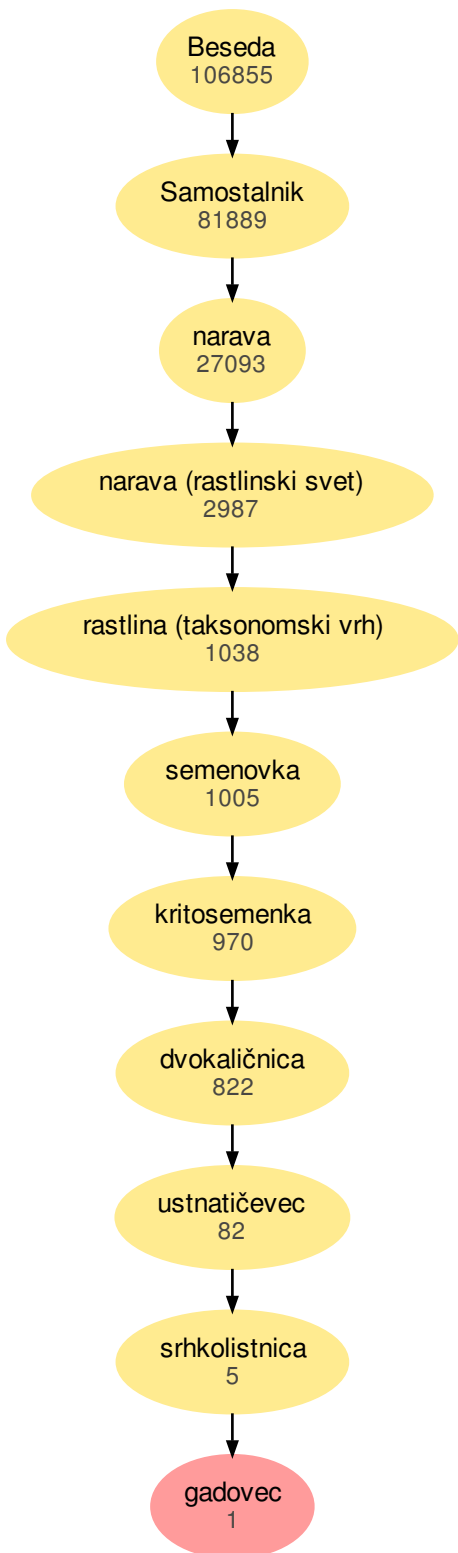 Beseda
106855
Samostalnik
81889
narava
27093
narava (rastlinski svet)
2987
rastlina (taksonomski vrh)
1038
semenovka
1005
kritosemenka
970
dvokaličnica
822
ustnatičevec
82
srhkolistnica
5
gadovec
1